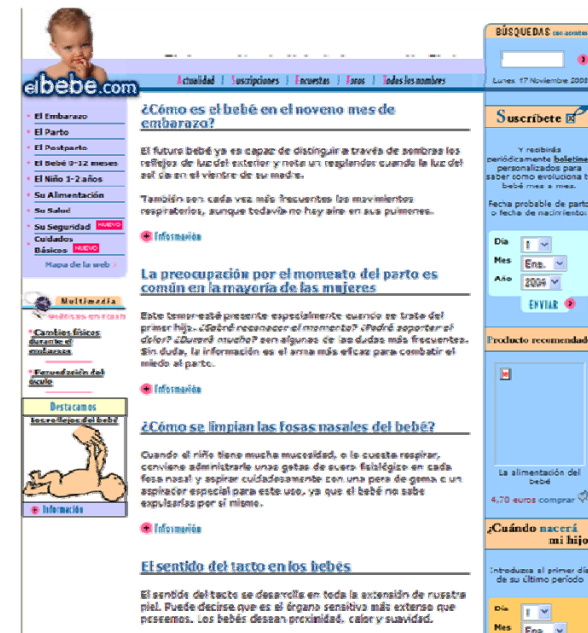 elbebe.com
Actualidad | Suscripciones | Encuestas | Foros | Todos los nombres
El Embarazo
El Parto
El Postparto
El Bebé 0-12 meses
El Niño 1-2 años
Su Alimentación
Su Salud
Su Seguridad NUEVO
Cuidados
Básicos NUEVO
Mapa de la web
Multimedia
Cambios físicos
durante el
embarazo
Fecundación del
óvulo
Destacamos
Los reflejos del bebé
Información
¿Cómo es el bebé en el noveno mes de
embarazo?
El futuro bebé ya es capaz de distinguir a través de sombras los
reflejos de luz del exterior y nota un resplandor cuando la luz del
sol da en el vientre de su madre.
También son cada vez más frecuentes los movimientos
respiratorios, aunque todavía no hay aire en sus pulmones.
Información
La preocupación por el momento del parto es
común en la mayoría de las mujeres
Este temor esté presente especialmente cuando se trata del
primer hijo. ¿Sabré reconocer el momento? ¿Podré soportar el
dolor? ¿Durará mucho? son algunas de las dudas más frecuentes.
Sin duda, la información es el arma más eficaz para combatir el
miedo al parto.
Información
¿Cómo se limpian las fosas nasales del bebé?
Cuando el niño tiene mucha mucosidad, o le cuesta respirar,
conviene administrarle unas gotas de suero fisiológico en cada
fosa nasal y aspirar cuidadosamente con una pera de goma o un
aspirador especial para este uso, ya que el bebé no sabe
expulsarlas por sí mismo.
Información
El sentido del tacto en los bebés
El sentido del tacto se desarrolla en toda la extensión de nuestra
piel. Puede decirse que es el órgano sensitivo más extenso que
poseemos. Los bebés desean proximidad, calor y suavidad.
BÚSQUEDAS
Lunes 17 Noviembre 2008
Suscríbete
Y recibirás
periódicamente boletine
personalizados para
saber como evoluciona t
bebé mes a mes.
Fecha probable de parto
o fecha de nacimiento:
Día 1
Mes Ene.
Año 2006
ENVIAR
Producto recomendad
La alimentación del
bebé
4,70 euros comprar
¿Cuándo nacerá
mi hijo
Introduzca el primer día
de su último periodo
Día 1
Mes Ene.